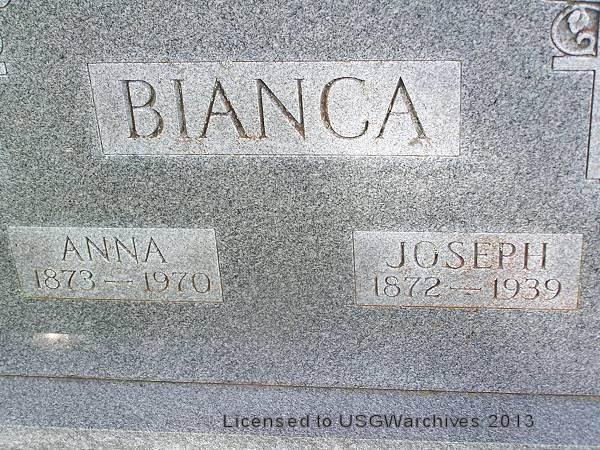 BIANCA
ANNA
1873 — 1970
JOSEPH
1872 — 1939
Licensed to USGWarchives 2013